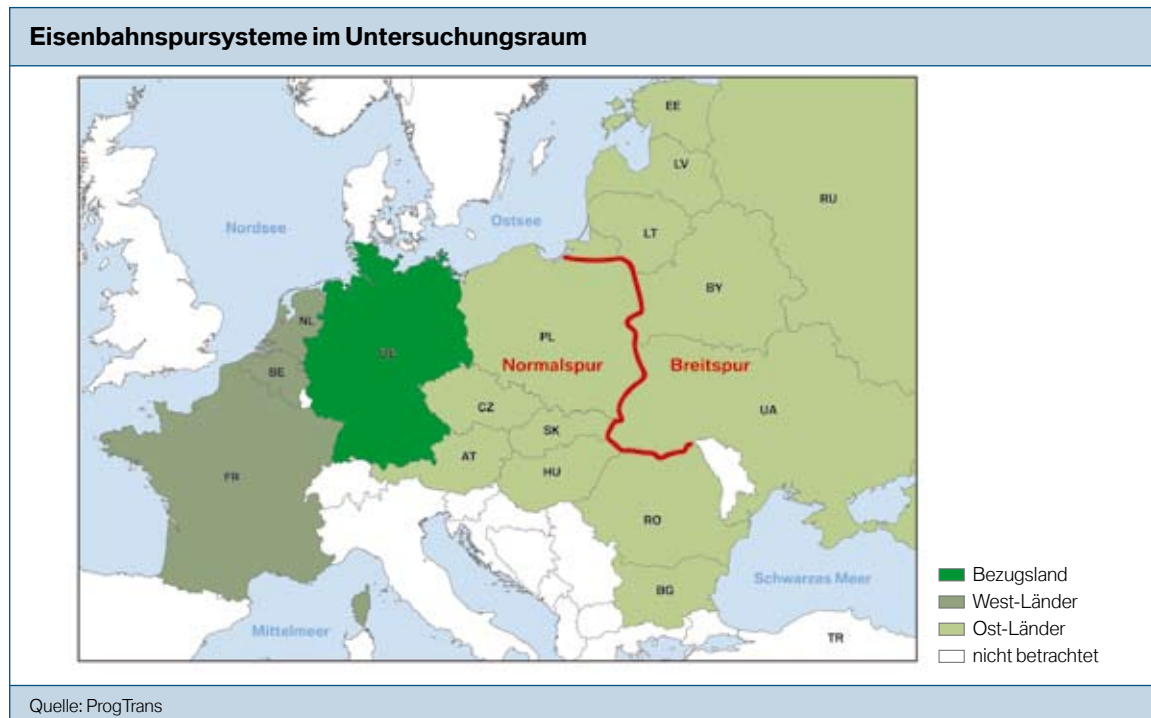 Eisenbahnspursysteme im Untersuchungsraum
EE
LV
RU
Nordsee
Ostsee
LT
BY
NL
PL
DE
BE
Normalspur
Breitspur
CZ
UA
SK
AT
HU
FR
RO
BG
Schwarzes Meer
Mittelmeer
TR
Bezugsland
West-Länder
Ost-Länder
nicht betrachtet
Quelle: ProgTrans